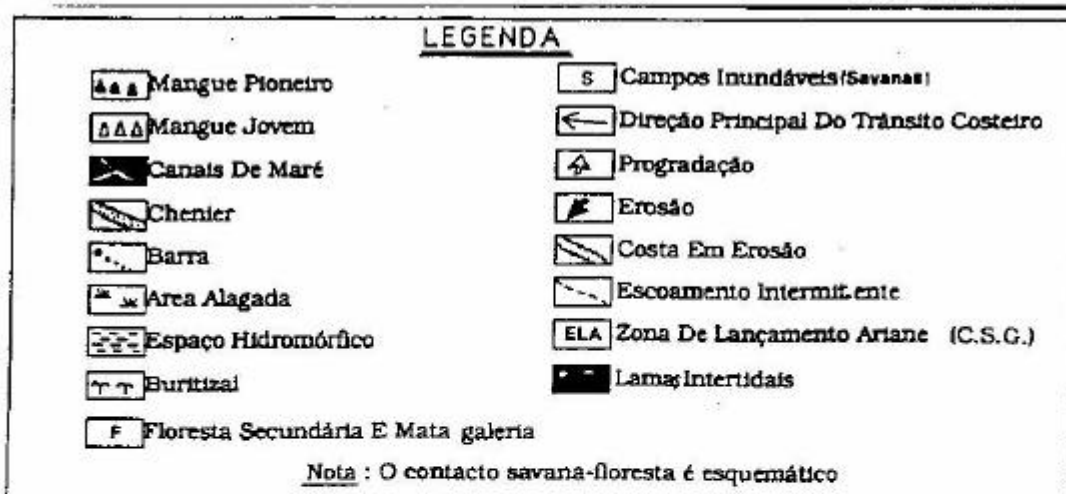 LEGENDA
Mangue Pioneiro
Mangue Jovem
Canais De Maré
Chenier
Barra
Area Alagada
Espaço Hidromórfico
Buritizal
F Floresta Secundária E Mata galeria
S Campos Inundáveis (Savanas)
Direção Principal Do Trânsito Costeiro
Progradação
Erosão
Costa Em Erosão
Escoamento Intermitente
ELA Zona De Lançamento Ariane (C.S.G.)
Lamas Intertidais
Nota : O contacto savana-floresta é esquemático